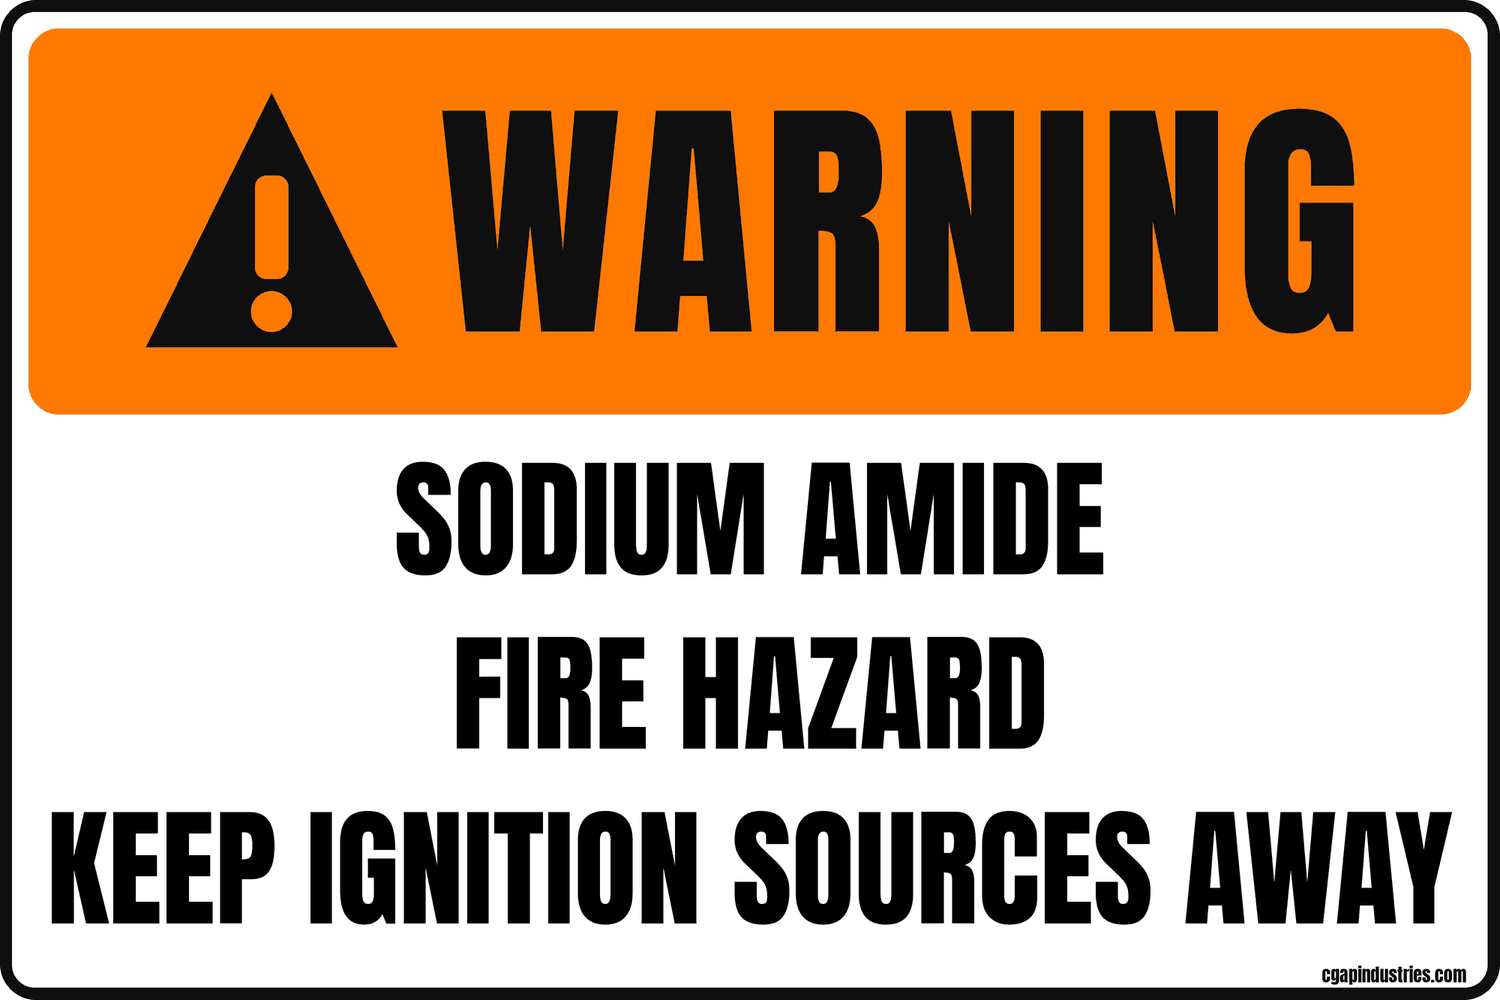 WARNING
SODIUM AMIDE
FIRE HAZARD
KEEP IGNITION SOURCES AWAY
cgapindustries.com